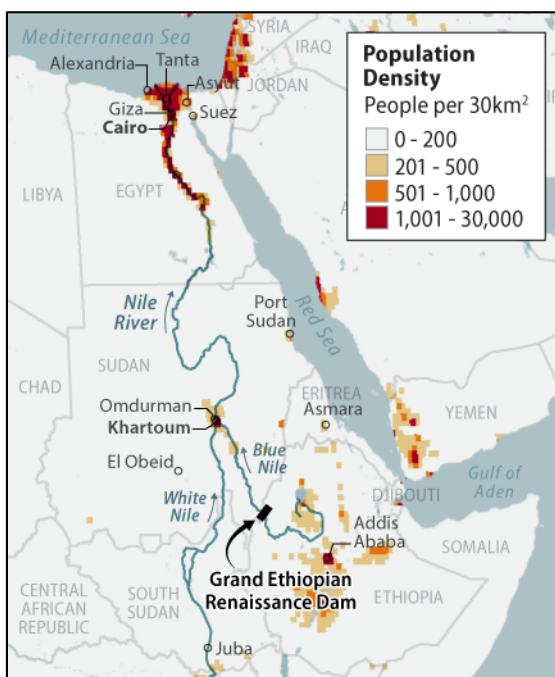 SYRIA
Mediterranean Sea
Tanta
Alexandria
IRAQ
Asyut
JORDAN
Giza
Suez
Cairo
Population
Density
People per 30km²
0 - 200
201 - 500
501 - 1,000
1,001 - 30,000
LIBYA
EGYPT
Nile
River
Port
Sudan
Red Sea
SUDAN
CHAD
ERITREA
Asmara
YEMEN
Omdurman
Khartoum
Blue
Nile
El Obeid
White
Nile
DJIBOUTI
Gulf of
Aden
Addis
Ababa
SOMALIA
Grand Ethiopian
Renaissance Dam
ETHIOPIA
CENTRAL
AFRICAN
REPUBLIC
SOUTH
SUDAN
Juba